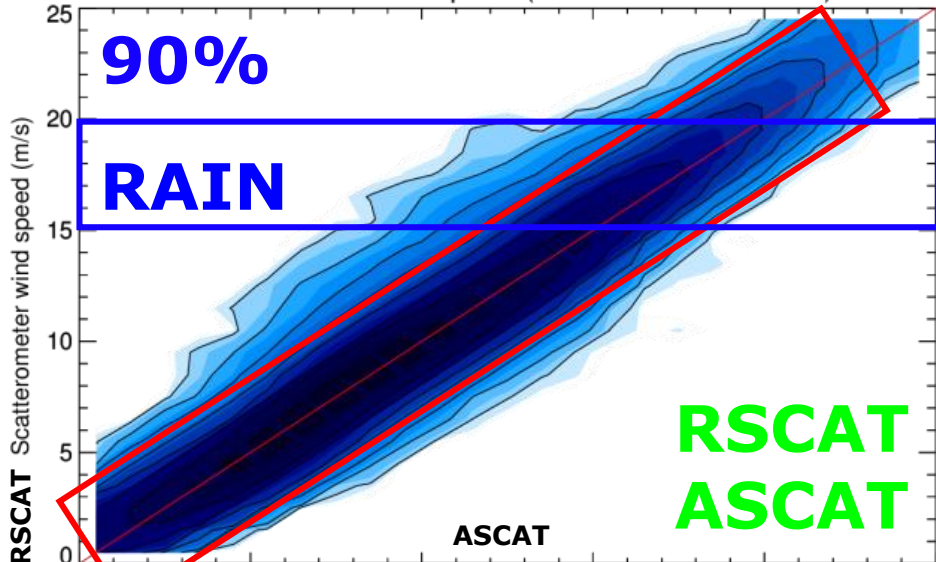 25
90%
20
RAIN
15
10
5
0
RSCAT Scatterometer wind speed (m/s)
RSCAT
ASCAT
ASCAT